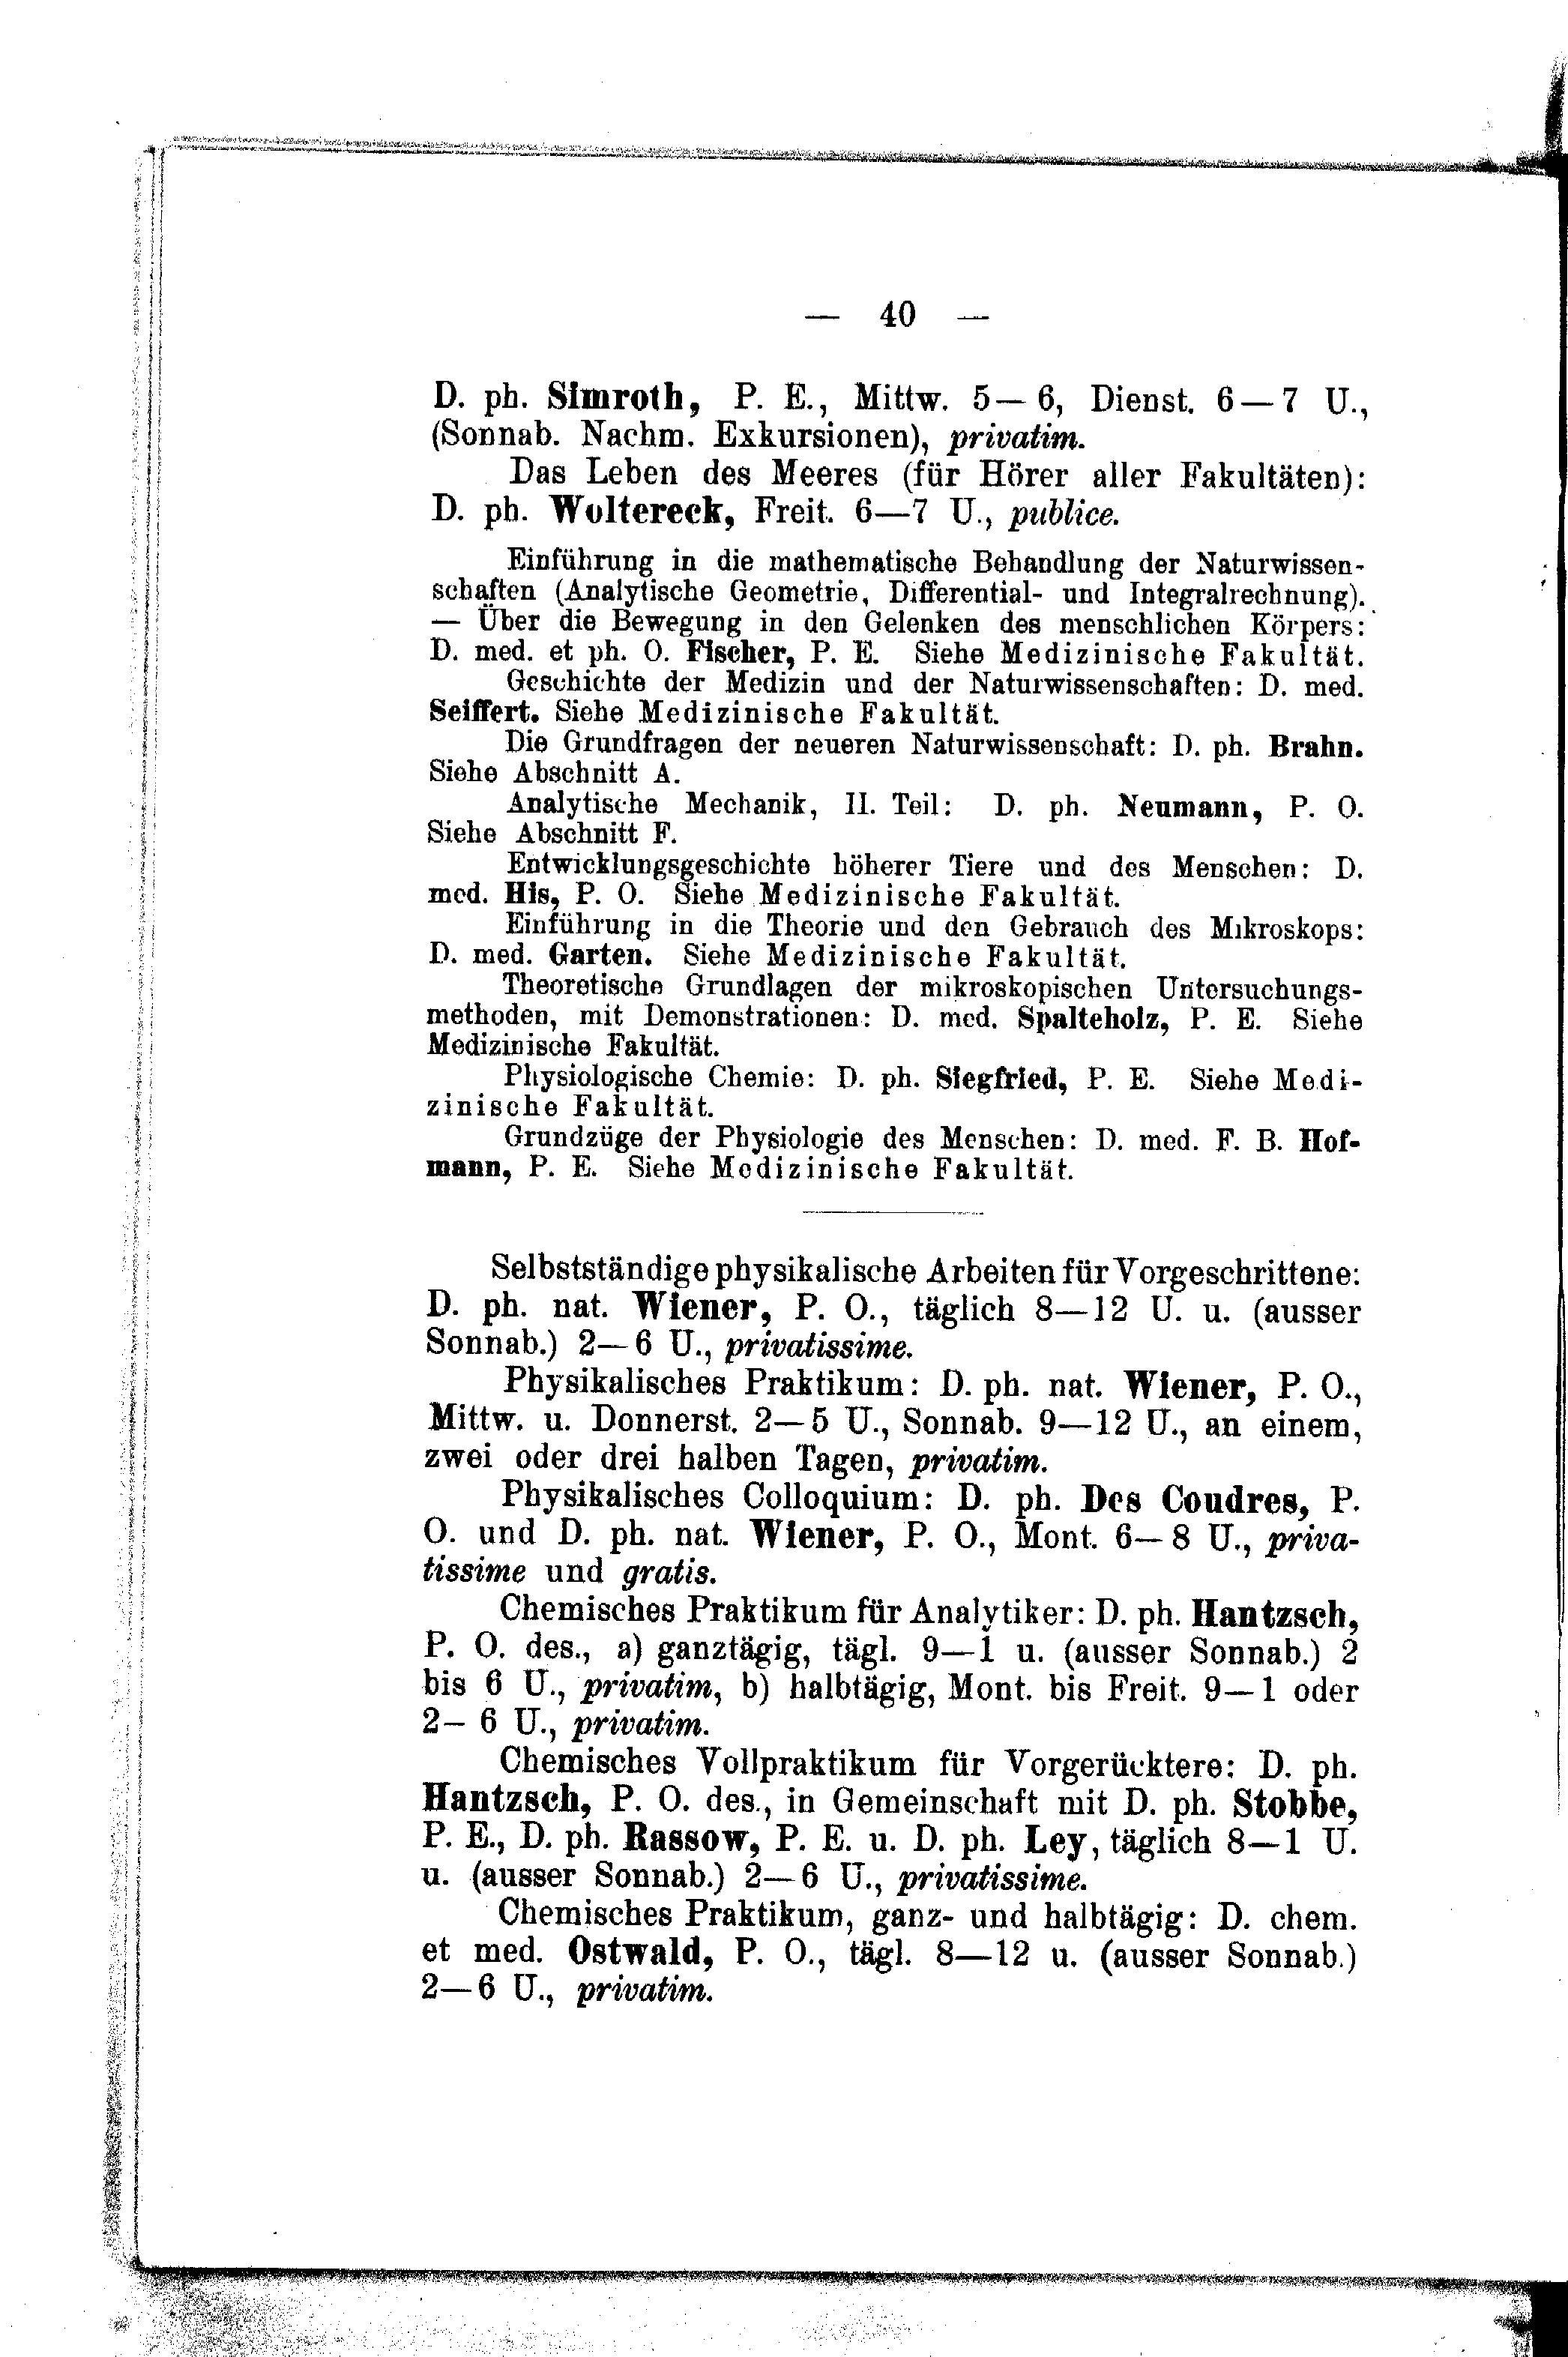 — 40 —
D. ph. Simroth, P. E., Mittw. 5—6, Dienst. 6—7 U.,
(Sonnab. Nachm. Exkursionen), privatim.
Das Leben des Meeres (für Hörer aller Fakultäten):
D. ph. Woltereck, Freit. 6—7 U., publice.
Einführung in die mathematische Behandlung der Naturwissen-
schaften (Analytische Geometrie, Differential- und Integralrechnung).
— Über die Bewegung in den Gelenken des menschlichen Körpers:
D. med. et ph. O. Fischer, P. E. Siehe Medizinische Fakultät.
Geschichte der Medizin und der Naturwissenschaften: D. med.
Seiffert. Siehe Medizinische Fakultät.
Die Grundfragen der neueren Naturwissenschaft: D. ph. Brahn.
Siehe Abschnitt A.
Analytische Mechanik, II. Teil: D. ph. Neumann, P. O.
Siehe Abschnitt F.
Entwicklungsgeschichte höherer Tiere und des Menschen: D.
med. His, P. O. Siehe Medizinische Fakultät.
Einführung in die Theorie und den Gebrauch des Mikroskops:
D. med. Garten. Siehe Medizinische Fakultät.
Theoretische Grundlagen der mikroskopischen Untersuchungs-
methoden, mit Demonstrationen: D. med. Spalteholz, P. E. Siehe
Medizinische Fakultät.
Physiologische Chemie: D. ph. Siegfried, P. E. Siehe Medi-
zinische Fakultät.
Grundzüge der Physiologie des Menschen: D. med. F. B. Hof-
mann, P. E. Siehe Medizinische Fakultät.
Selbstständige physikalische Arbeiten für Vorgeschrittene:
D. ph. nat. Wiener, P. O., täglich 8—12 U. u. (ausser
Sonnab.) 2—6 U., privatissime.
Physikalisches Praktikum: D. ph. nat. Wiener, P. O.,
Mittw. u. Donnerst. 2—5 U., Sonnab. 9—12 U., an einem,
zwei oder drei halben Tagen, privatim.
Physikalisches Colloquium: D. ph. Des Coudres, P.
O. und D. ph. nat. Wiener, P. O., Mont. 6—8 U., priva-
tissime und gratis.
Chemisches Praktikum für Analytiker: D. ph. Hantzsch,
P. O. des., a) ganztägig, tägl. 9—1 u. (ausser Sonnab.) 2
bis 6 U., privatim, b) halbtägig, Mont. bis Freit. 9—1 oder
2—6 U., privatim.
Chemisches Vollpraktikum für Vorgerücktere: D. ph.
Hantzsch, P. O. des., in Gemeinschaft mit D. ph. Stobbe,
P. E., D. ph. Rassow, P. E. u. D. ph. Ley, täglich 8—1 U.
u. (ausser Sonnab.) 2—6 U., privatissime.
Chemisches Praktikum, ganz- und halbtägig: D. chem.
et med. Ostwald, P. O., tägl. 8—12 u. (ausser Sonnab.)
2—6 U., privatim.